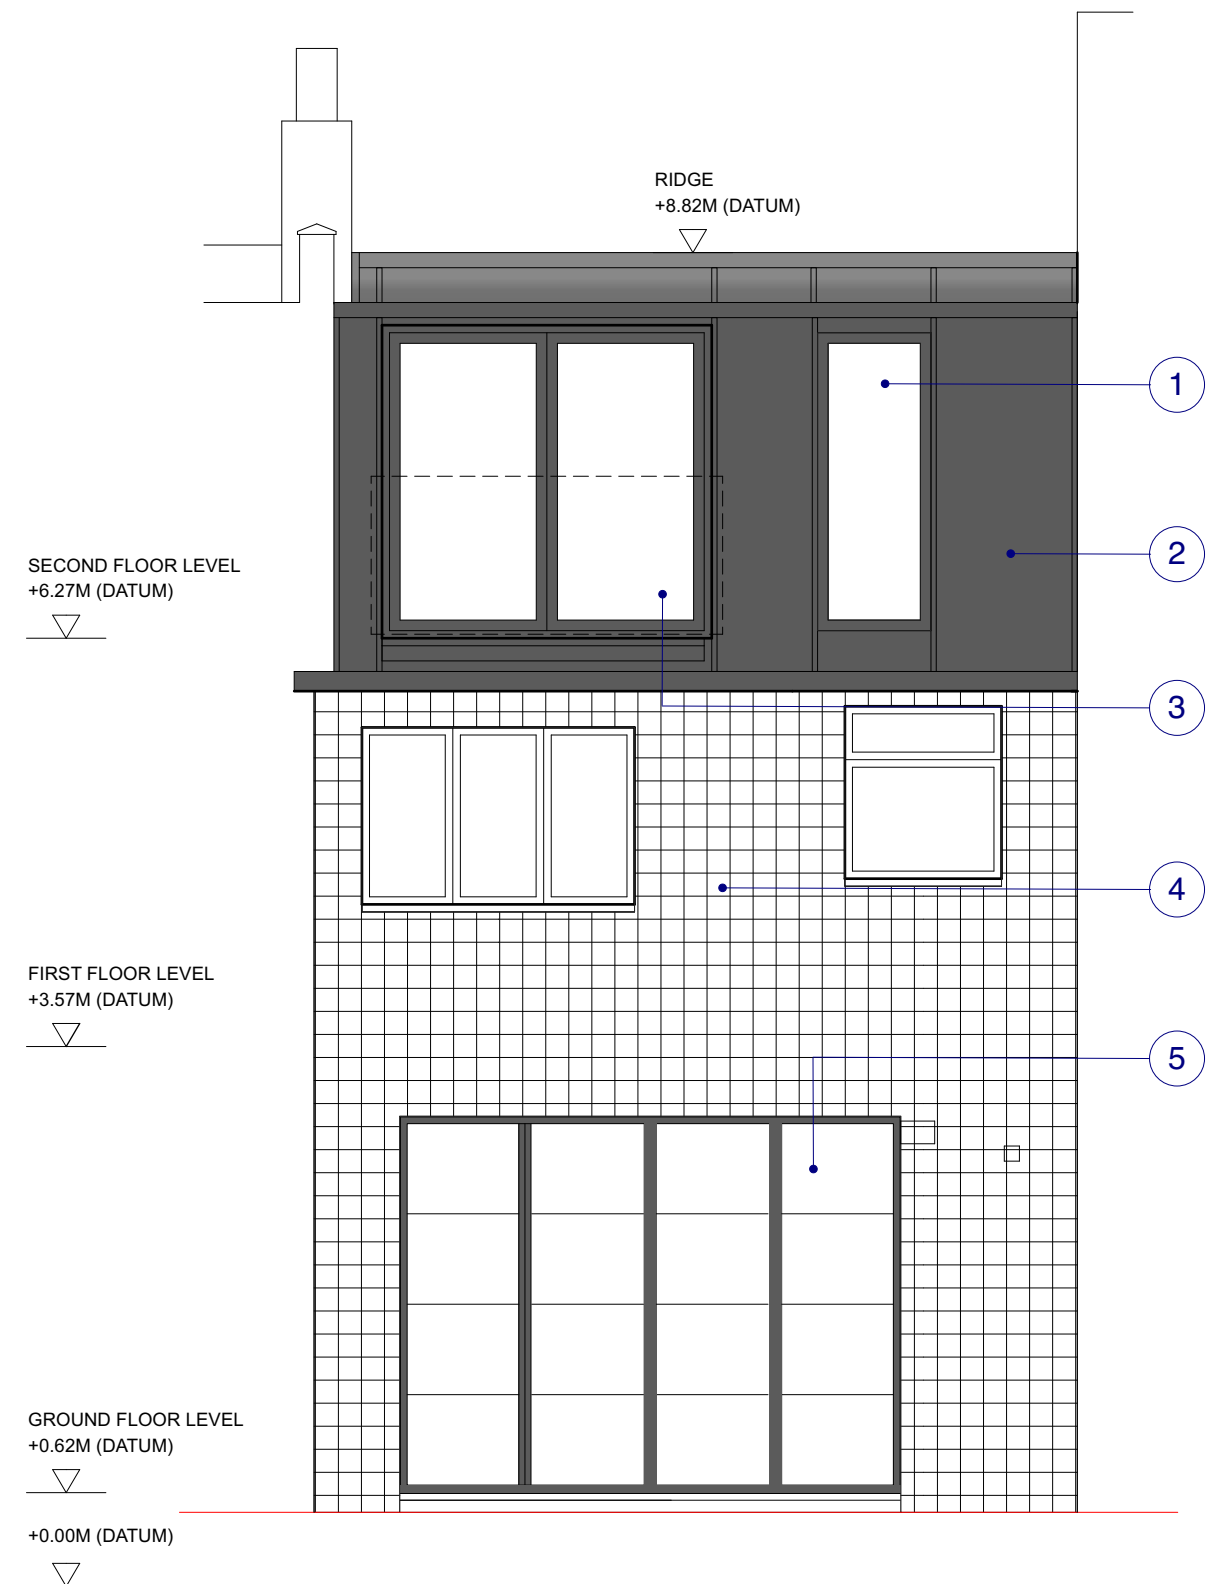 RIDGE
+8.82M (DATUM)
1
2
SECOND FLOOR LEVEL
+6.27M (DATUM)
3
4
FIRST FLOOR LEVEL
+3.57M (DATUM)
5
GROUND FLOOR LEVEL
+0.62M (DATUM)
+0.00M (DATUM)